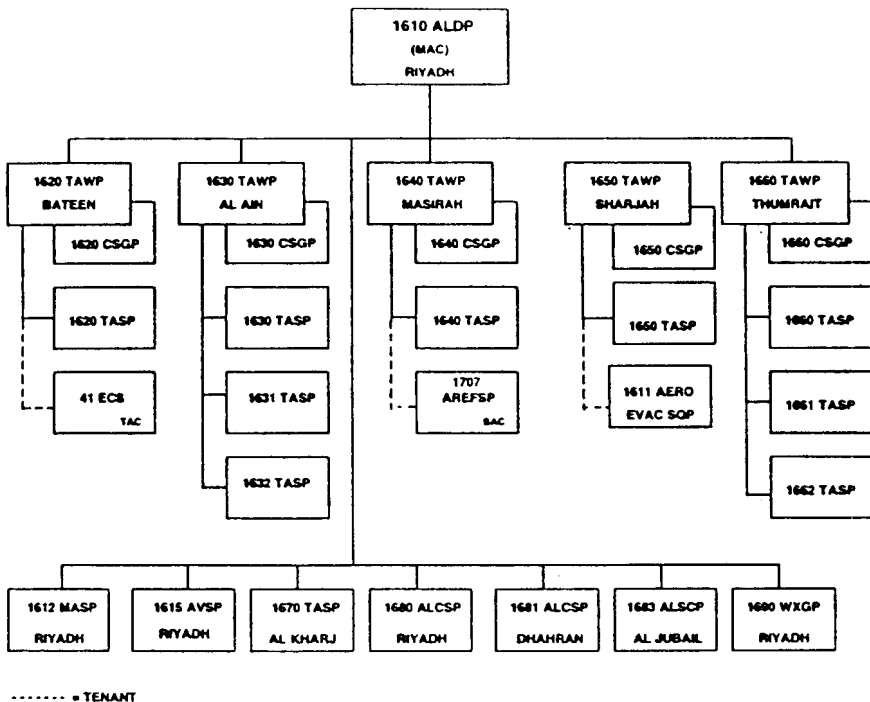 1610 ALDP
(MAC)
RIYADH
1620 TAWP
BATEEN
1620 CSGP
1620 TASP
41 ECS
TAC
1630 TAWP
AL AIN
1630 CSGP
1630 TASP
1631 TASP
1632 TASP
1640 TAWP
MASIRAH
1640 CSGP
1640 TASP
1707
AREFSP
SAC
1650 TAWP
SHARJAH
1650 CSGP
1650 TASP
1611 AERO
EVAC SQP
1660 TAWP
THUMRAIT
1660 CSGP
1660 TASP
1661 TASP
1662 TASP
1612 MASP
RIYADH
1615 AVSP
RIYADH
1670 TASP
AL KHARJ
1680 ALCSP
RIYADH
1681 ALCSP
DHAHRAN
1683 ALSCP
AL JUBAIL
1690 WXGP
RIYADH
------- = TENANT